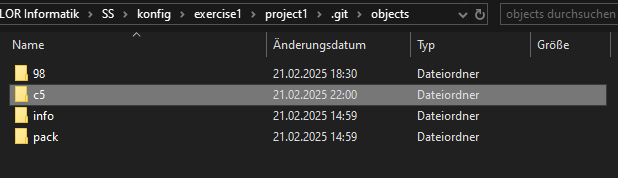 LOR Informatik > SS > konfig > exercise1 > project1 > .git > objects objects durchsuchen
Name Änderungsdatum Typ Größe
98 21.02.2025 18:30 Dateiordner
c5 21.02.2025 22:00 Dateiordner
info 21.02.2025 14:59 Dateiordner
pack 21.02.2025 14:59 Dateiordner